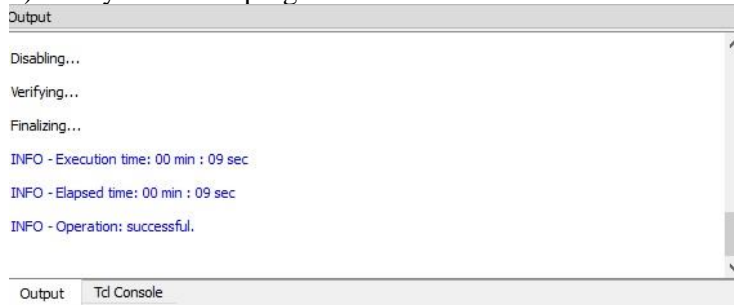 Output
Disabling...
Verifying...
Finalizing...
INFO - Execution time: 00 min : 09 sec
INFO - Elapsed time: 00 min : 09 sec
INFO - Operation: successful.
Output Tcl Console